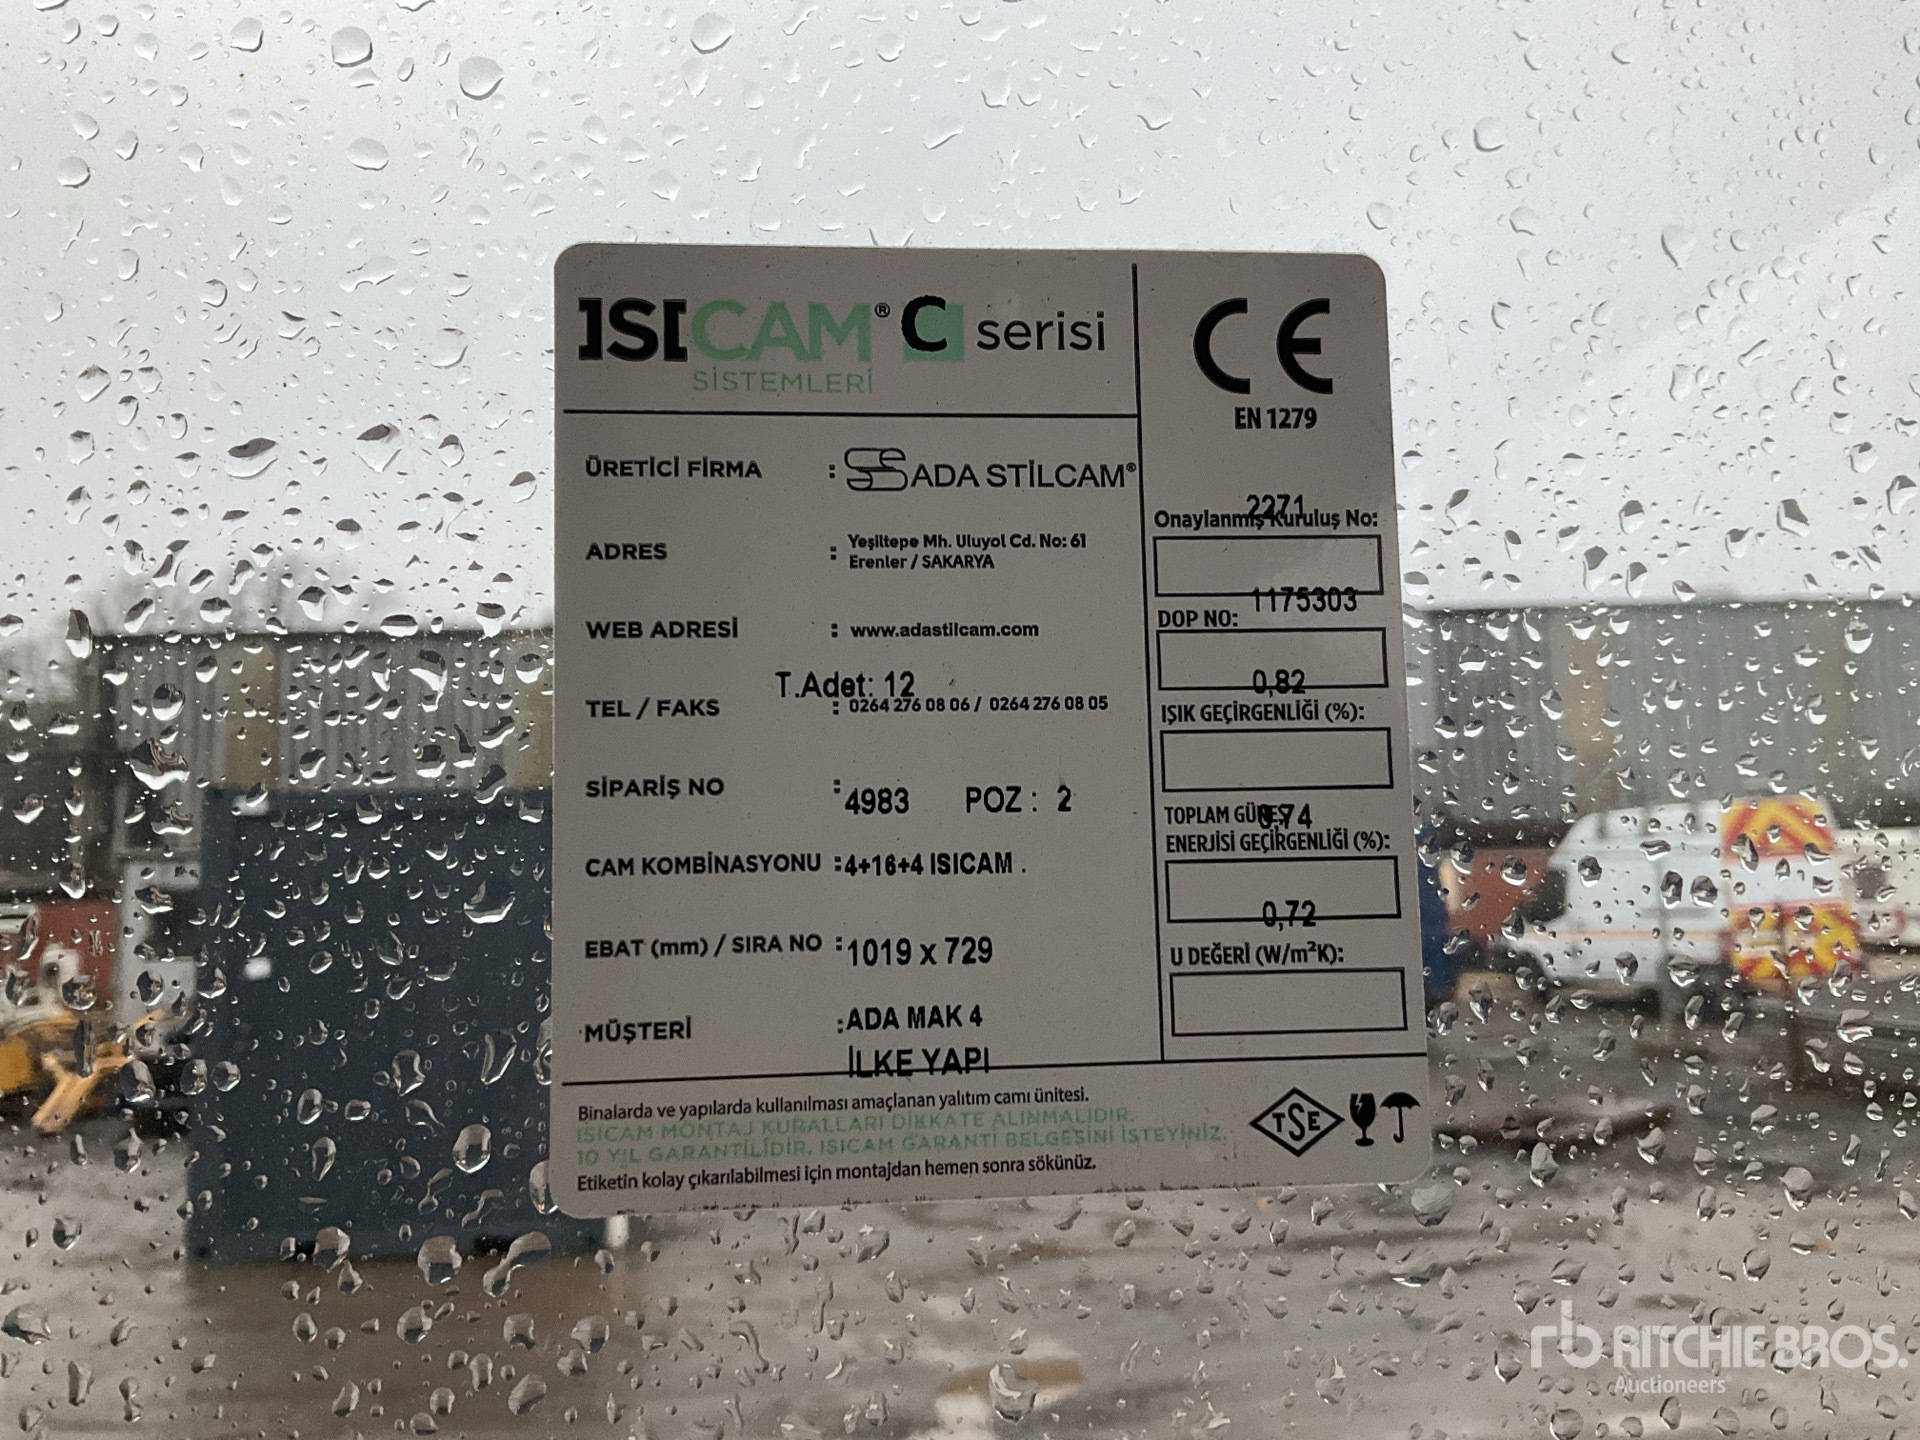 ISICAM® C serisi
SİSTEMLERİ
ÜRETİCİ FİRMA : ADA STİLCAM®
ADRES : Yeşiltepe Mh. Uluyol Cd. No: 61
Erenler / SAKARYA
WEB ADRESİ : www.adastilcam.com
T.Adet: 12
TEL / FAKS : 0264 276 08 06 / 0264 276 08 05
SİPARİŞ NO : 4983 POZ : 2
CAM KOMBİNASYONU : 4+16+4 ISICAM .
EBAT (mm) / SIRA NO : 1019 x 729
MÜŞTERİ : ADA MAK 4
İLKE YAPI
CE
EN 1279
2271
Onaylanmış Kuruluş No:
1175303
DOP NO:
0,82
IŞIK GEÇİRGENLİĞİ (%):
0,74
TOPLAM GÜNEŞ
ENERJİSİ GEÇİRGENLİĞİ (%):
0,72
U DEĞERİ (W/m²K):
Binalarda ve yapılarda kullanılması amaçlanan yalıtım camı ünitesi.
ISICAM MONTAJ KURALLARI DİKKATE ALINMALIDIR.
10 YIL GARANTİLİDİR. ISICAM GARANTİ BELGESİNİ İSTEYİNİZ.
Etiketin kolay çıkarılabilmesi için montajdan hemen sonra sökünüz.
TSE
rb RITCHIE BROS.
Auctioneers